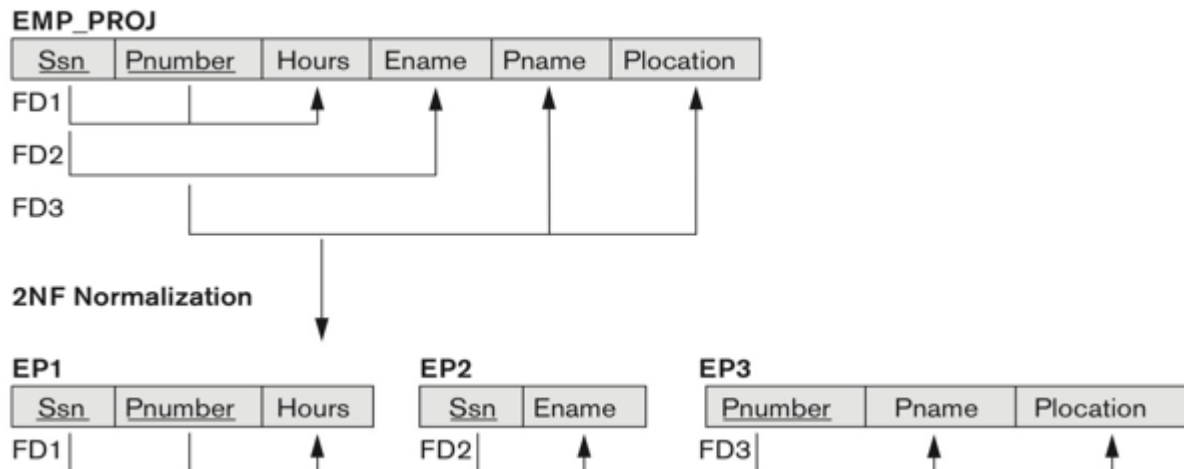 EMP_PROJ
Ssn Pnumber Hours Ename Pname Plocation
FD1
FD2
FD3
2NF Normalization
EP1 EP2 EP3
Ssn Pnumber Hours Ssn Ename Pnumber Pname Plocation
FD1 FD2 FD3